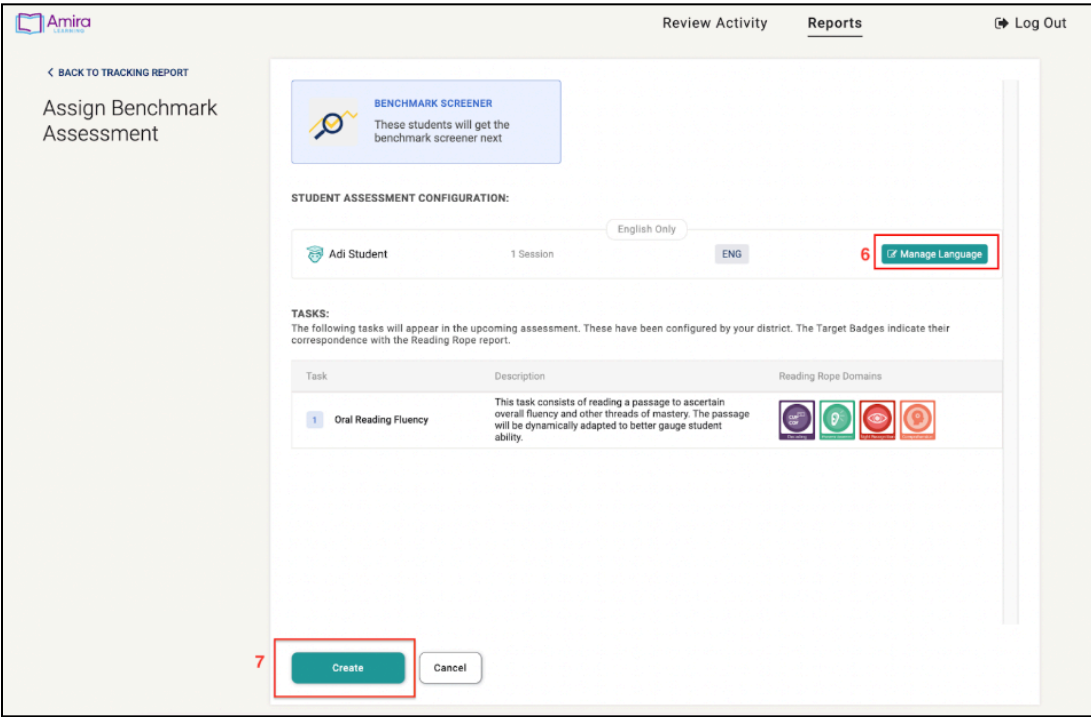 Amira
LEARNING
Review Activity
Reports
Log Out
BACK TO TRACKING REPORT
Assign Benchmark
Assessment
BENCHMARK SCREENER
These students will get the
benchmark screener next
STUDENT ASSESSMENT CONFIGURATION:
English Only
Adi Student
1 Session
ENG
6
Manage Language
TASKS:
The following tasks will appear in the upcoming assessment. These have been configured by your district. The Target Badges indicate their
correspondence with the Reading Rope report.
Task
Description
Reading Rope Domains
1
Oral Reading Fluency
This task consists of reading a passage to ascertain
overall fluency and other threads of mastery. The passage
will be dynamically adapted to better gauge student
ability.
Decoding
Sight Recognition
7
Create
Cancel